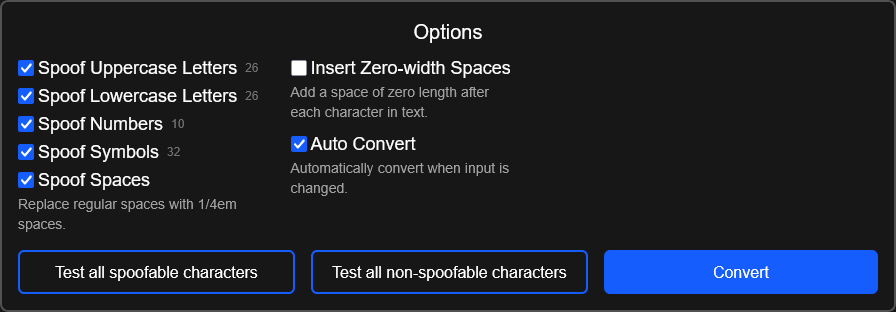 Options
Spoof Uppercase Letters 26
Spoof Lowercase Letters 26
Spoof Numbers 10
Spoof Symbols 32
Spoof Spaces
Replace regular spaces with 1/4em
spaces.
Insert Zero-width Spaces
Add a space of zero length after
each character in text.
Auto Convert
Automatically convert when input is
changed.
Test all spoofable characters
Test all non-spoofable characters
Convert